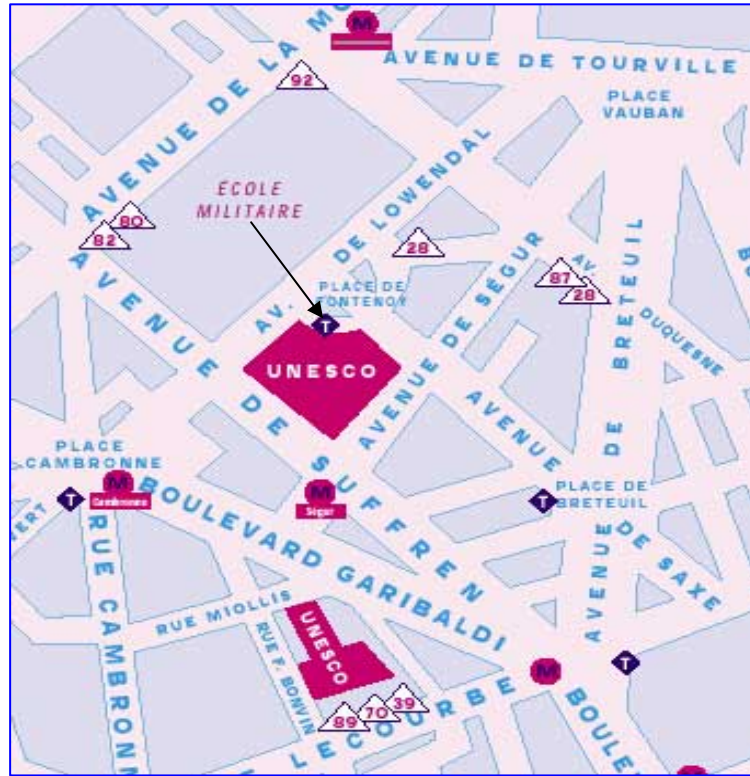 M
AVENUE DE LA MO
AVENUE DE TOURVILLE
92
PLACE
VAUBAN
ÉCOLE
MILITAIRE
AV. DE LOWENDAL
80
82
28
AV. DUQUESNE
87
28
PLACE DE
FONTENOY
T
AVENUE DE SÉGUR
AVENUE DE BRETEUIL
UNESCO
AVENUE DE SUFFREN
AVENUE DE SAXE
PLACE
CAMBRONNE
M
Cambronne
T
VERT
M
Ségur
PLACE DE
BRETEUIL
T
BOULEVARD GARIBALDI
RUE CAMBRONN
RUE MIOLLIS
UNESCO
RUE F. BONVIN
M
T
39
70
89
LECOURBE
BOULE